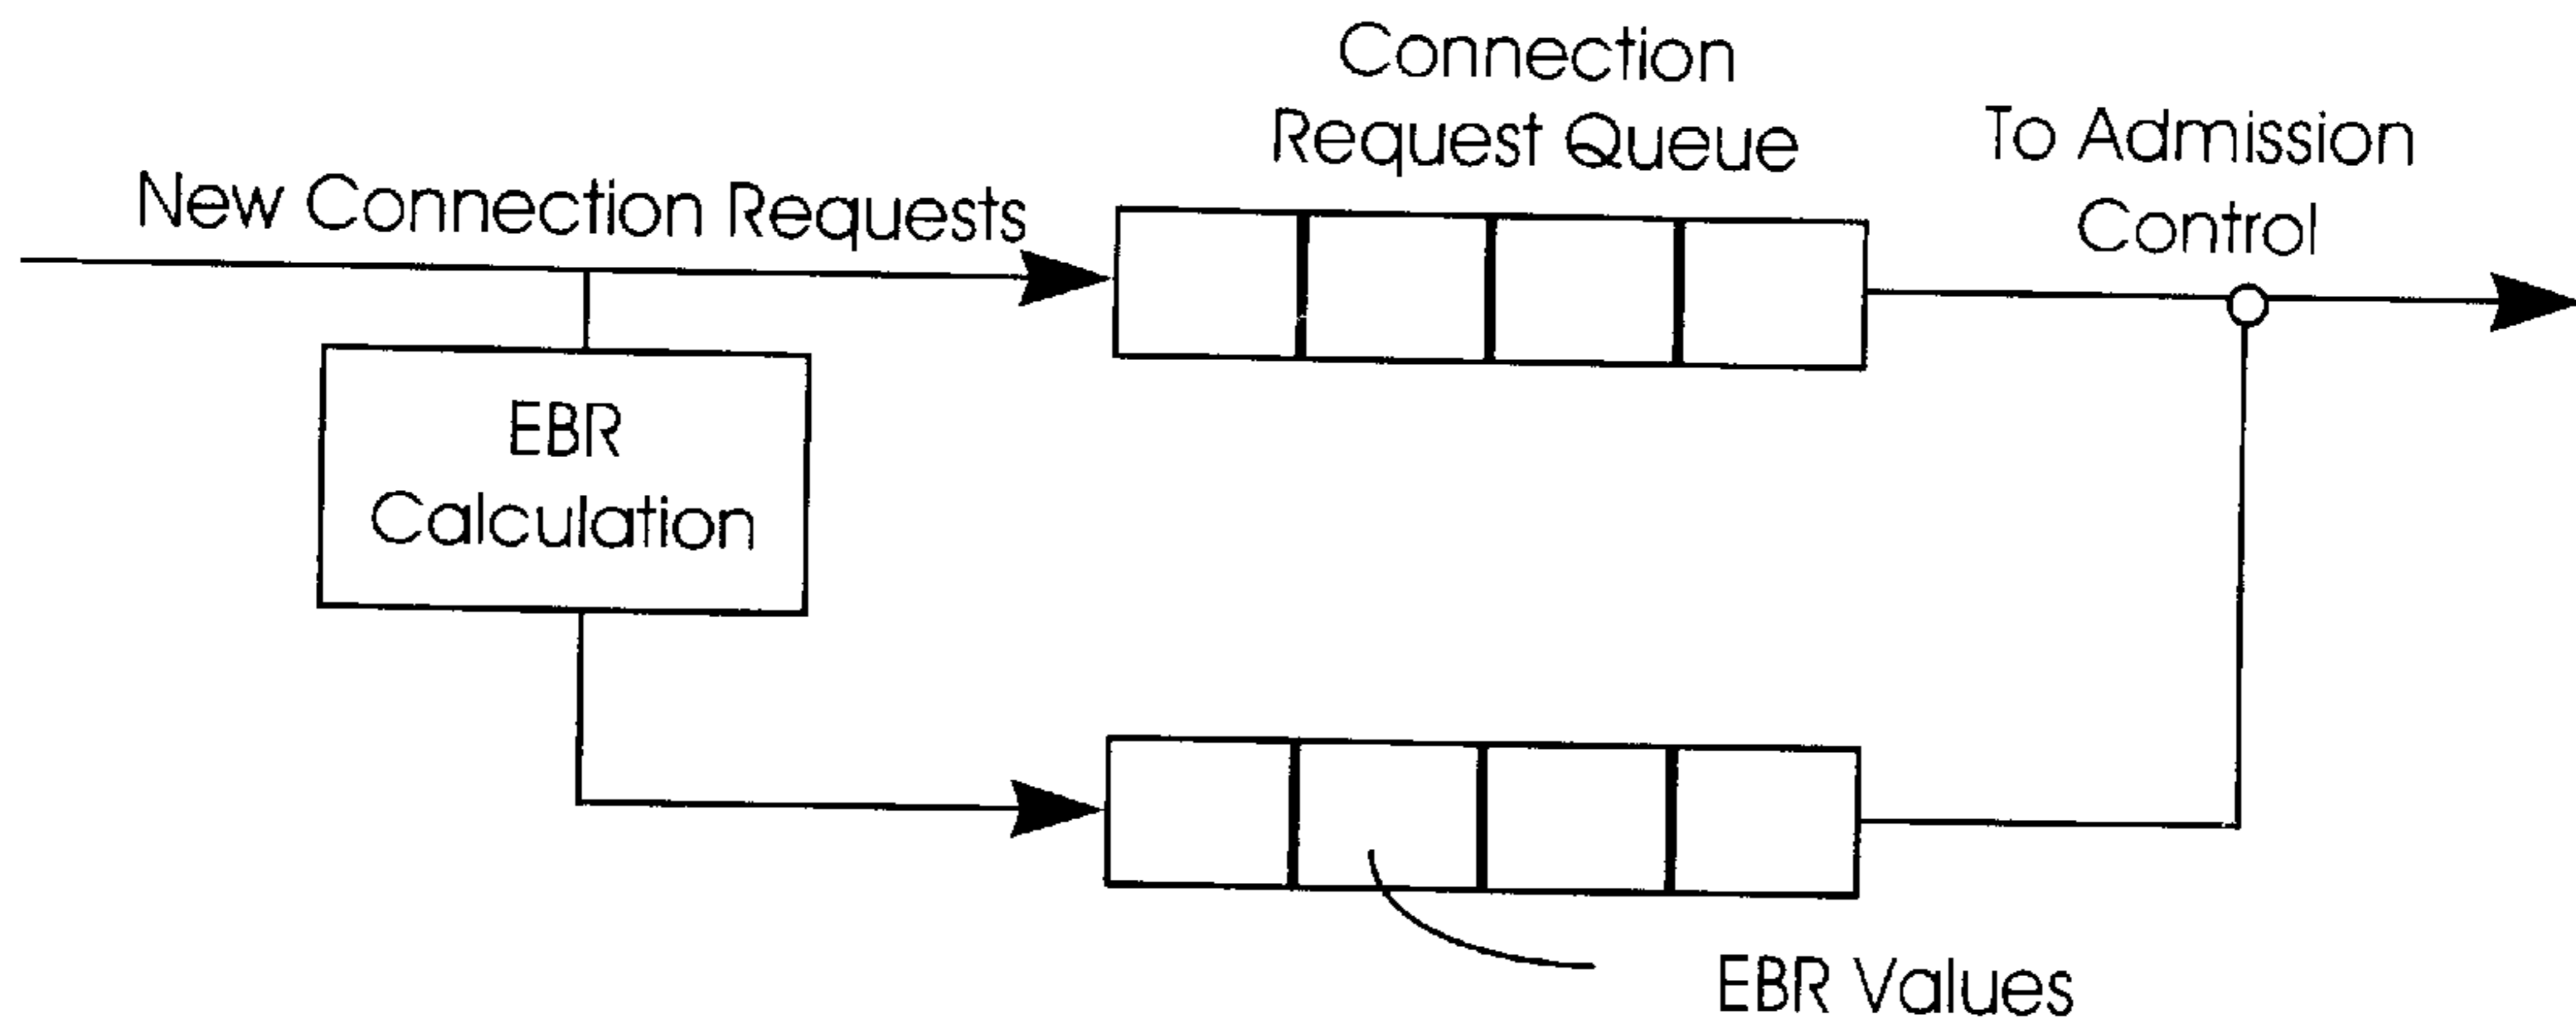 Connection
Request Queue
To Admission
Control
New Connection Requests
EBR
Calculation
EBR Values